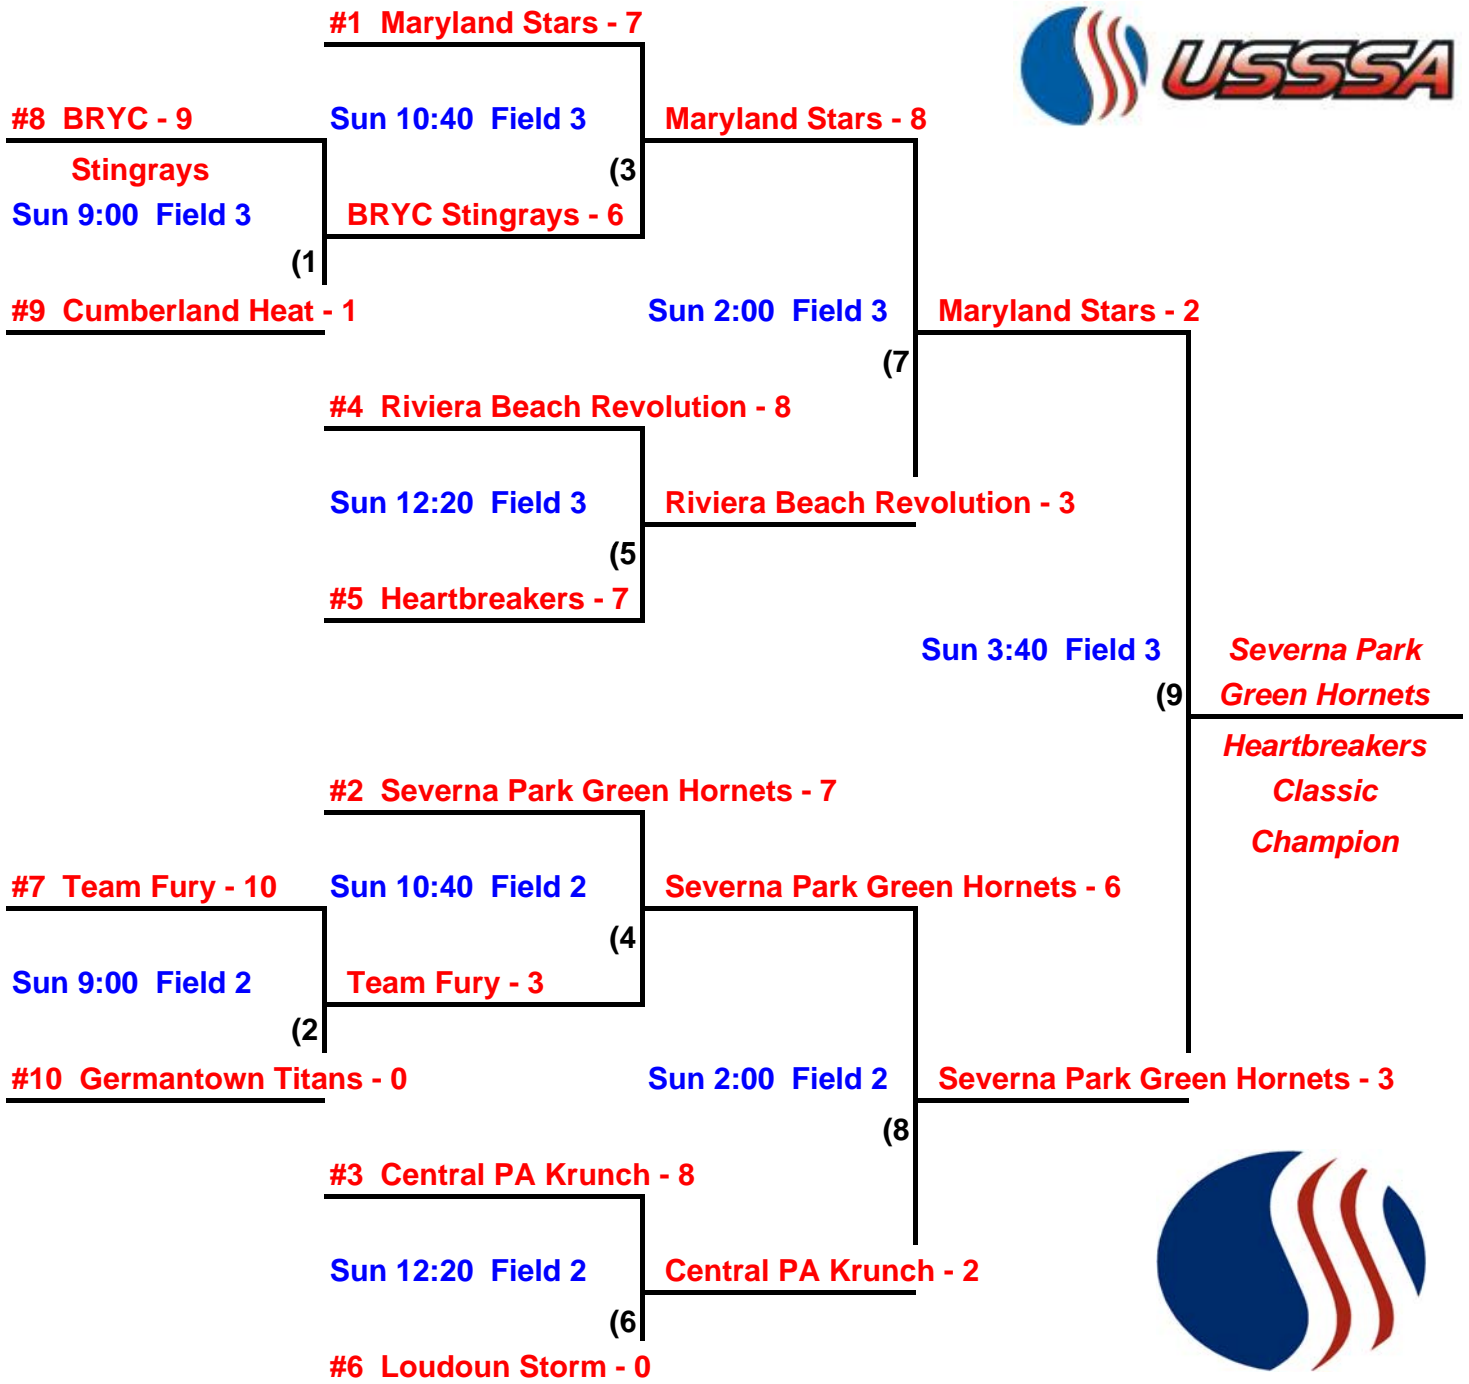 #1 Maryland Stars - 7
USSSA
#8 BRYC - 9
Stingrays
Sun 10:40 Field 3
Maryland Stars - 8
(3
Sun 9:00 Field 3
BRYC Stingrays - 6
(1
#9 Cumberland Heat - 1
Sun 2:00 Field 3
Maryland Stars - 2
(7
#4 Riviera Beach Revolution - 8
Sun 12:20 Field 3
Riviera Beach Revolution - 3
(5
#5 Heartbreakers - 7
Sun 3:40 Field 3
(9
Severna Park
Green Hornets
Heartbreakers
Classic
Champion
#2 Severna Park Green Hornets - 7
#7 Team Fury - 10
Sun 10:40 Field 2
Severna Park Green Hornets - 6
(4
Sun 9:00 Field 2
Team Fury - 3
(2
#10 Germantown Titans - 0
Sun 2:00 Field 2
Severna Park Green Hornets - 3
(8
#3 Central PA Krunch - 8
Sun 12:20 Field 2
Central PA Krunch - 2
(6
#6 Loudoun Storm - 0